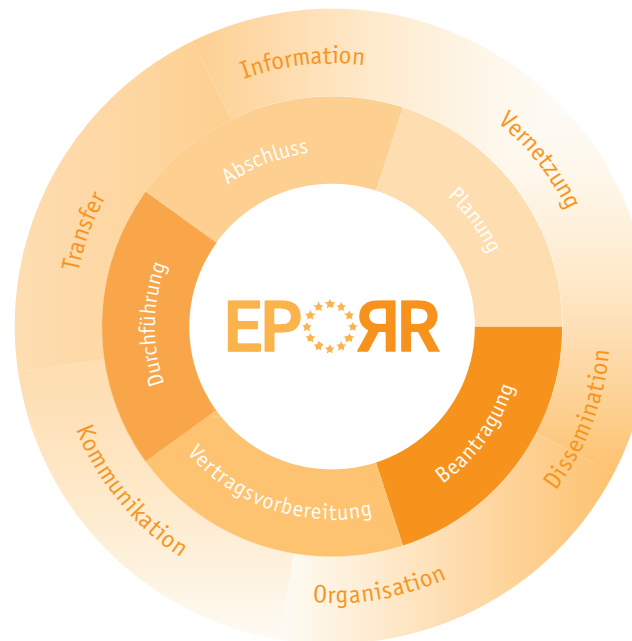 Information
Vernetzung
Dissemination
Organisation
Kommunikation
Transfer
Abschluss
Planung
Beantragung
Vertragsvorbereitung
Durchführung
EPORR